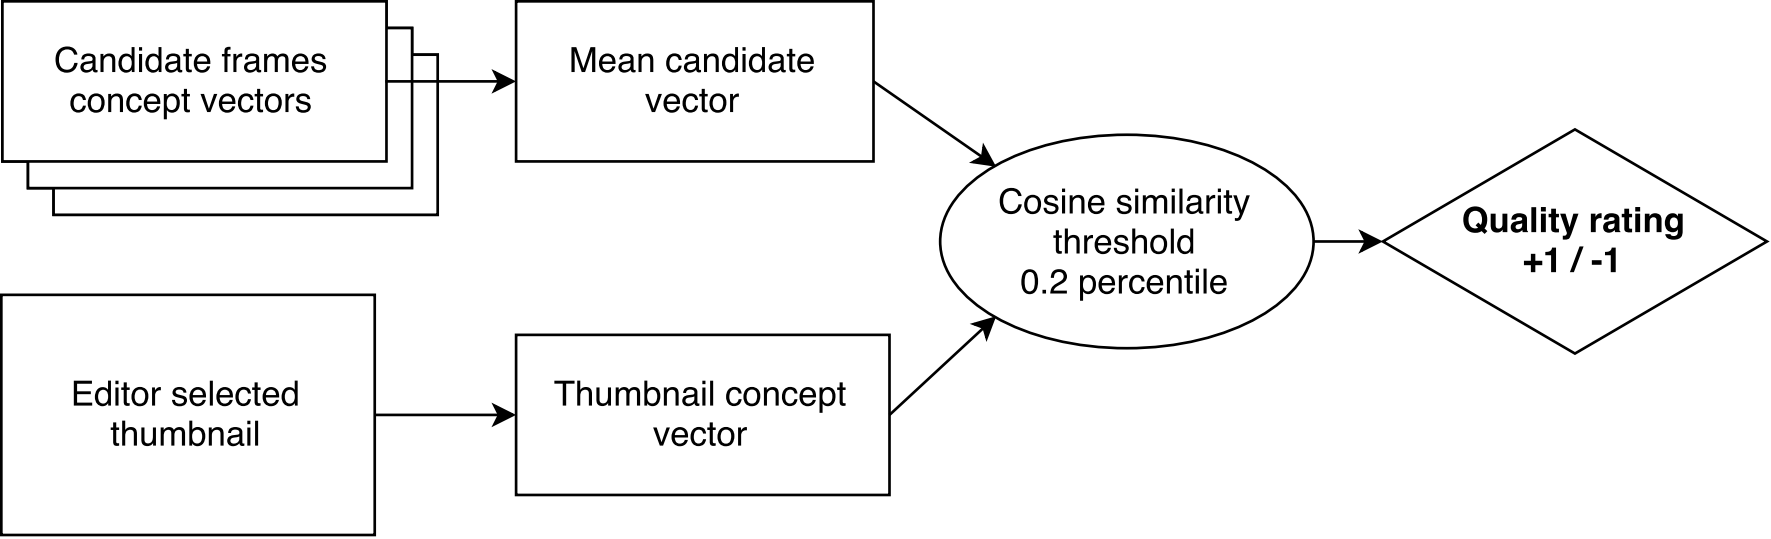 Candidate frames
concept vectors
Mean candidate
vector
Cosine similarity
threshold
0.2 percentile
Quality rating
+1 / -1
Editor selected
thumbnail
Thumbnail concept
vector